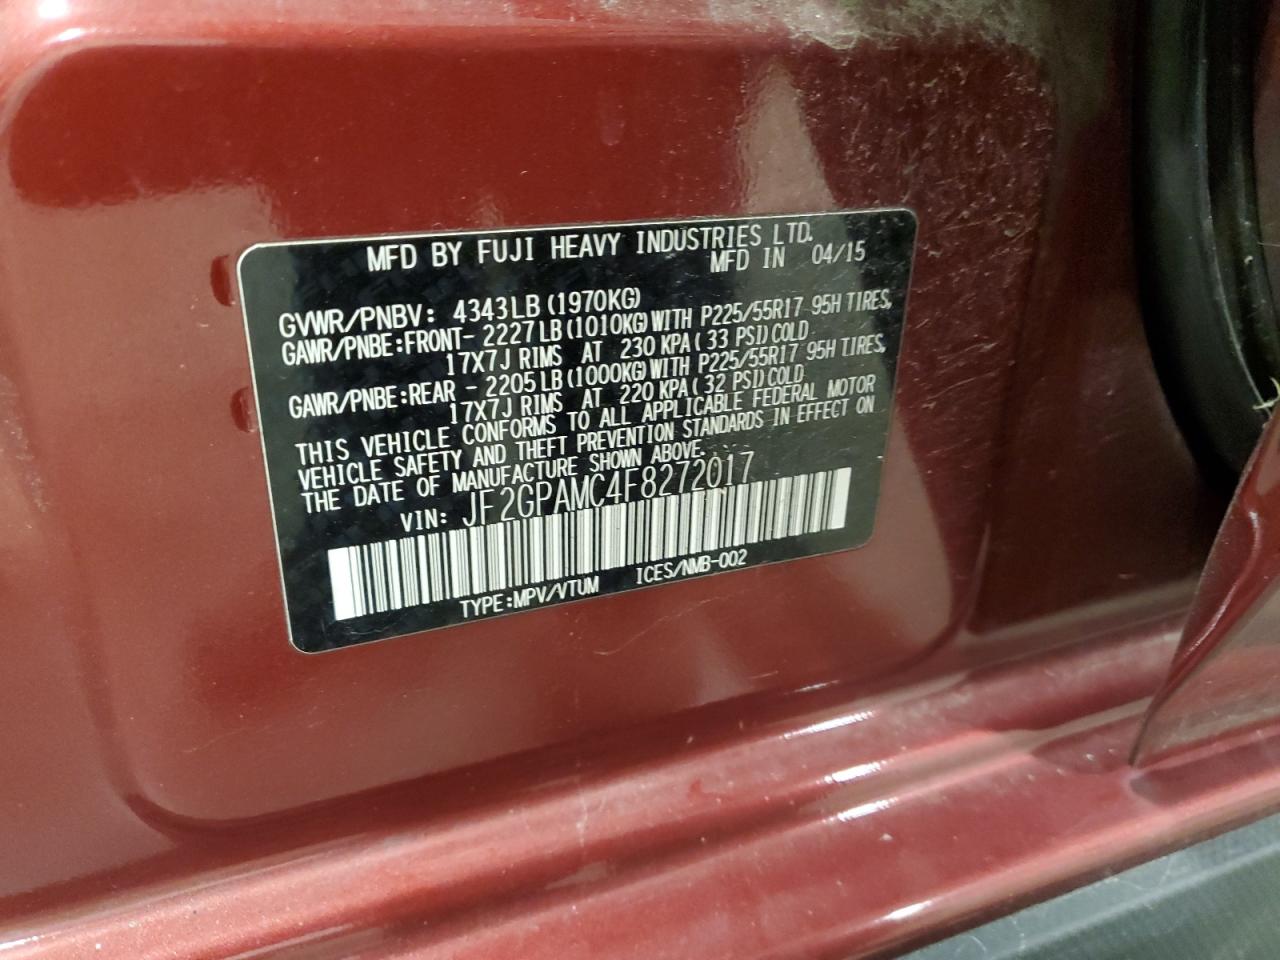 MFD BY FUJI HEAVY INDUSTRIES LTD.
MFD IN 04/15
GVWR/PNBV: 4343LB(1970KG)
GAWR/PNBE:FRONT- 2227LB(1010KG)WITH P225/55R17 95H TIRES,
17X7J RIMS AT 230 KPA(33 PSI)COLD
GAWR/PNBE:REAR - 2205LB(1000KG)WITH P225/55R17 95H TIRES,
17X7J RIMS AT 220 KPA(32 PSI)COLD
THIS VEHICLE CONFORMS TO ALL APPLICABLE FEDERAL MOTOR
VEHICLE SAFETY AND THEFT PREVENTION STANDARDS IN EFFECT ON
THE DATE OF MANUFACTURE SHOWN ABOVE.
VIN: JF2GPAMC4F8272017
TYPE:MPV/VTUM ICES/NMB-002